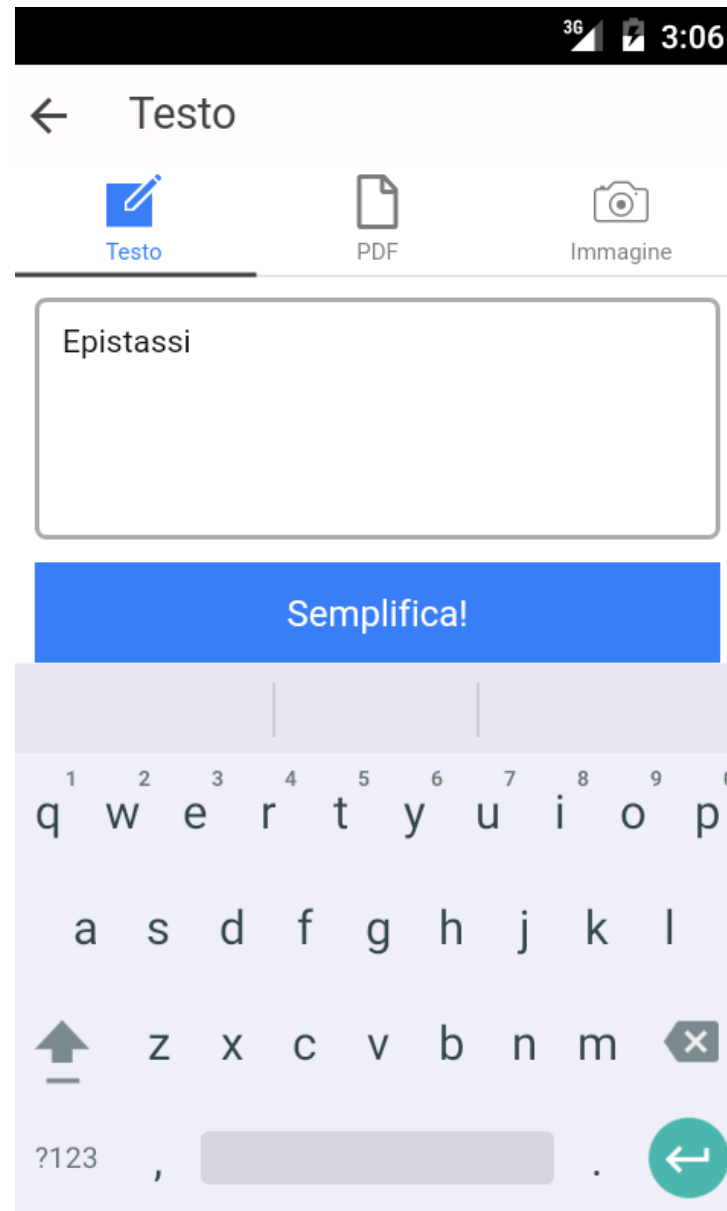 3G 3:06
Testo
Testo PDF Immagine
Epistassi
Semplifica!
1 2 3 4 5 6 7 8 9
q w e r t y u i o p
a s d f g h j k l
z x c v b n m
?123 , .